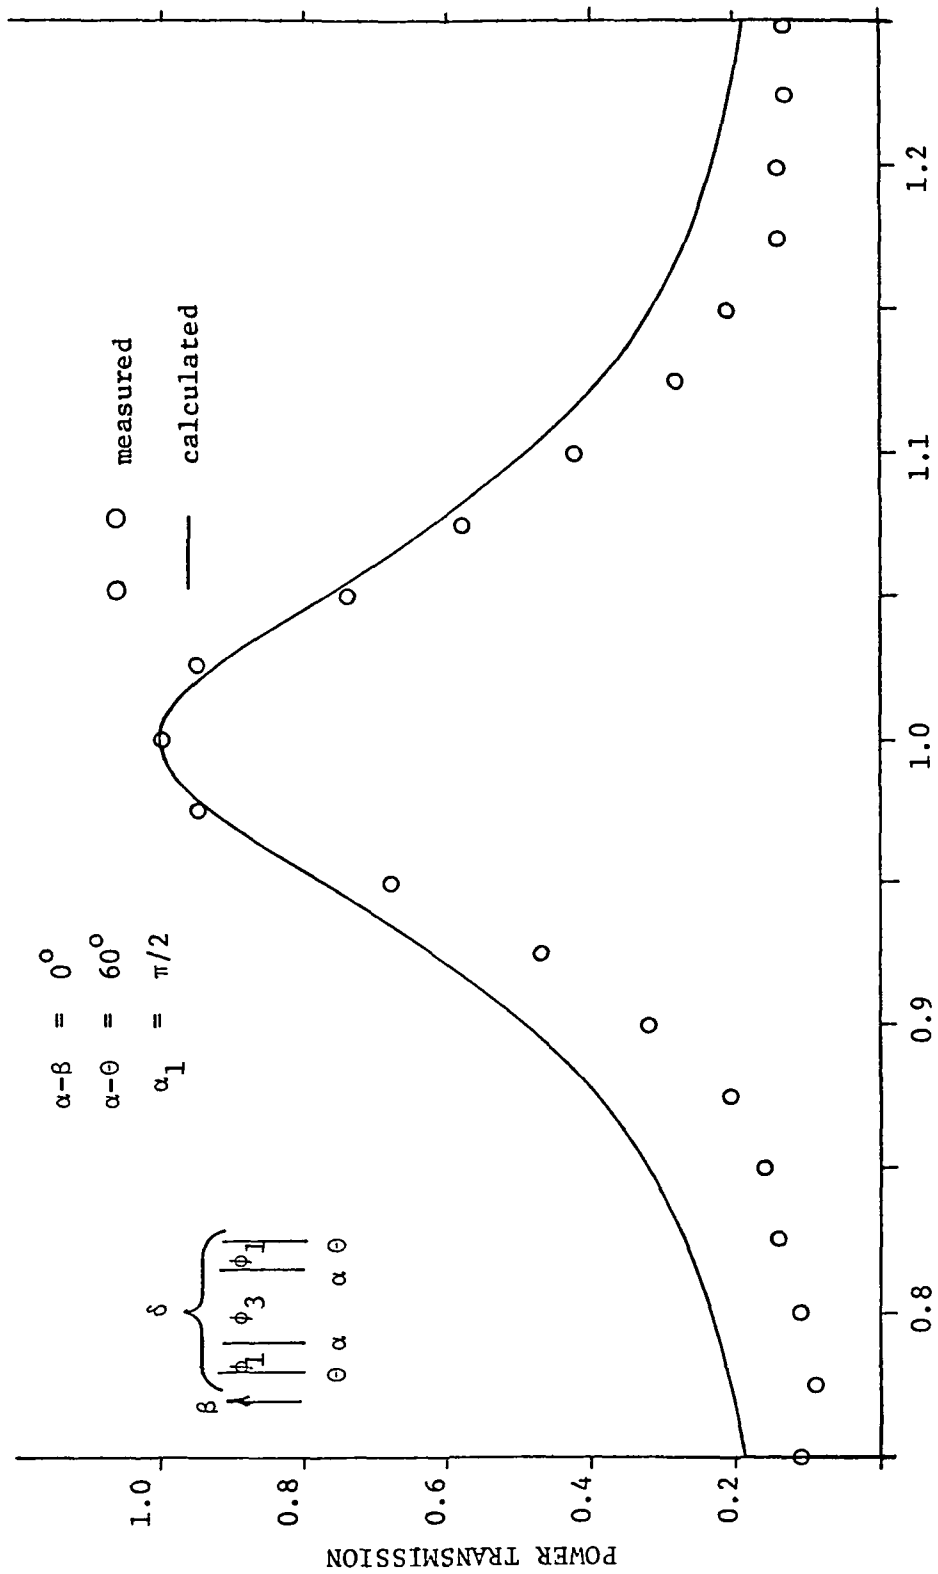 α-β = 0°
α-θ = 60°
α1 = π/2
O O measured
— calculated
δ
β
ϕ1 ϕ3 ϕ1
θ α α θ
POWER TRANSMISSION
1.0
0.8
0.6
0.4
0.2
0.8 0.9 1.0 1.1 1.2